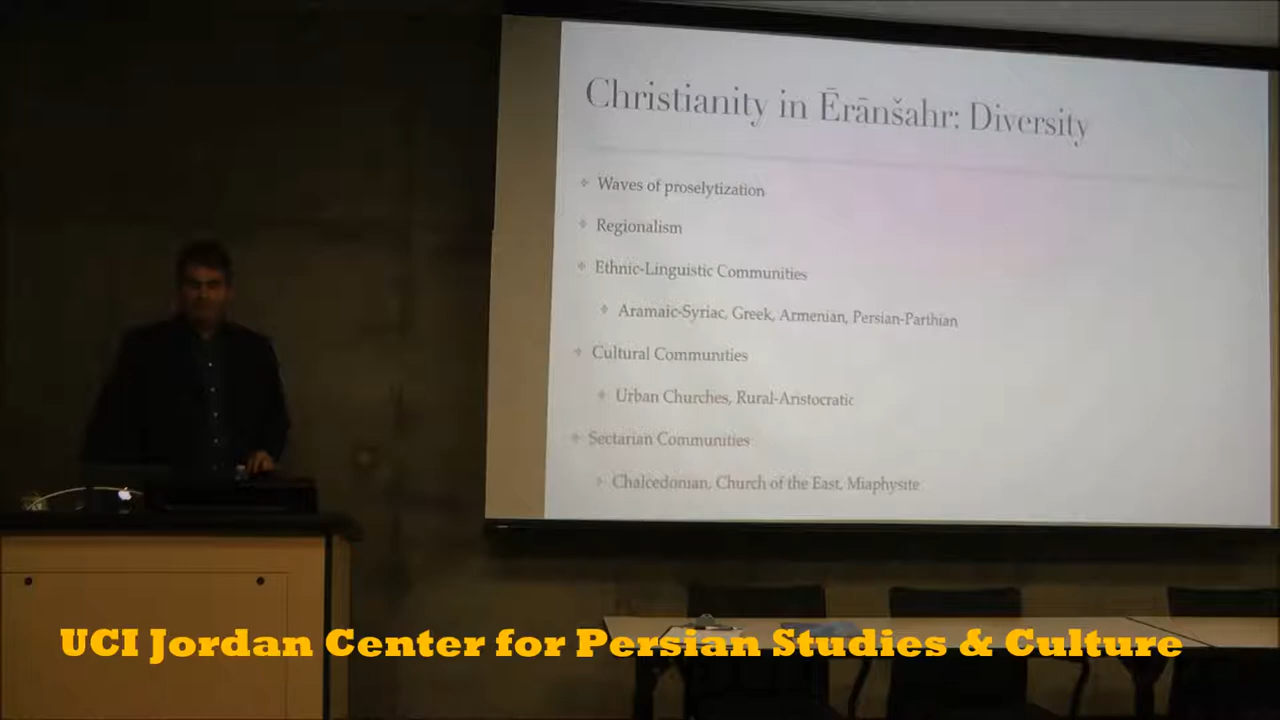 Christianity in Ērānšahr: Diversity
Waves of proselytization
Regionalism
Ethnic-Linguistic Communities
Aramaic-Syriac, Greek, Armenian, Persian-Parthian
Cultural Communities
Urban Churches, Rural-Aristocratic
Sectarian Communities
Chalcedonian, Church of the East, Miaphysite
UCI Jordan Center for Persian Studies & Culture